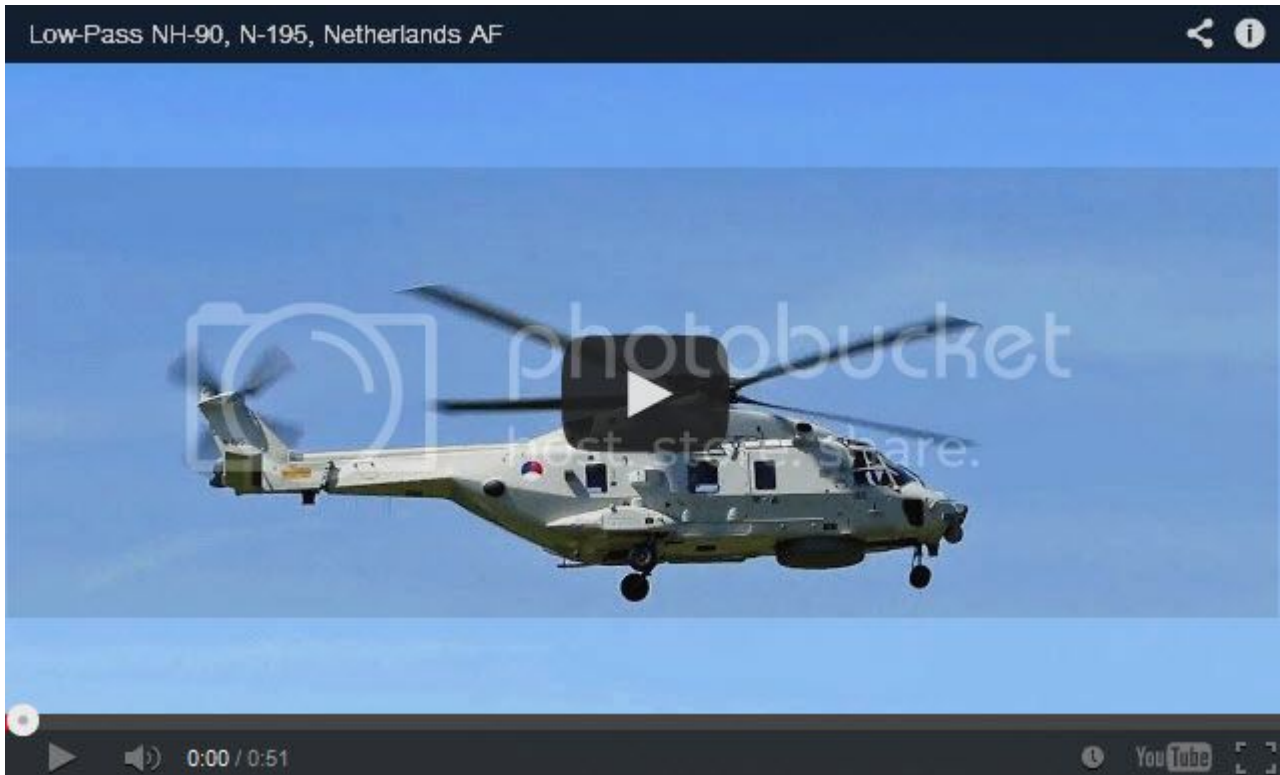 Low-Pass NH-90, N-195, Netherlands AF
photobucket
host. store. share.
0:00 / 0:51
YouTube